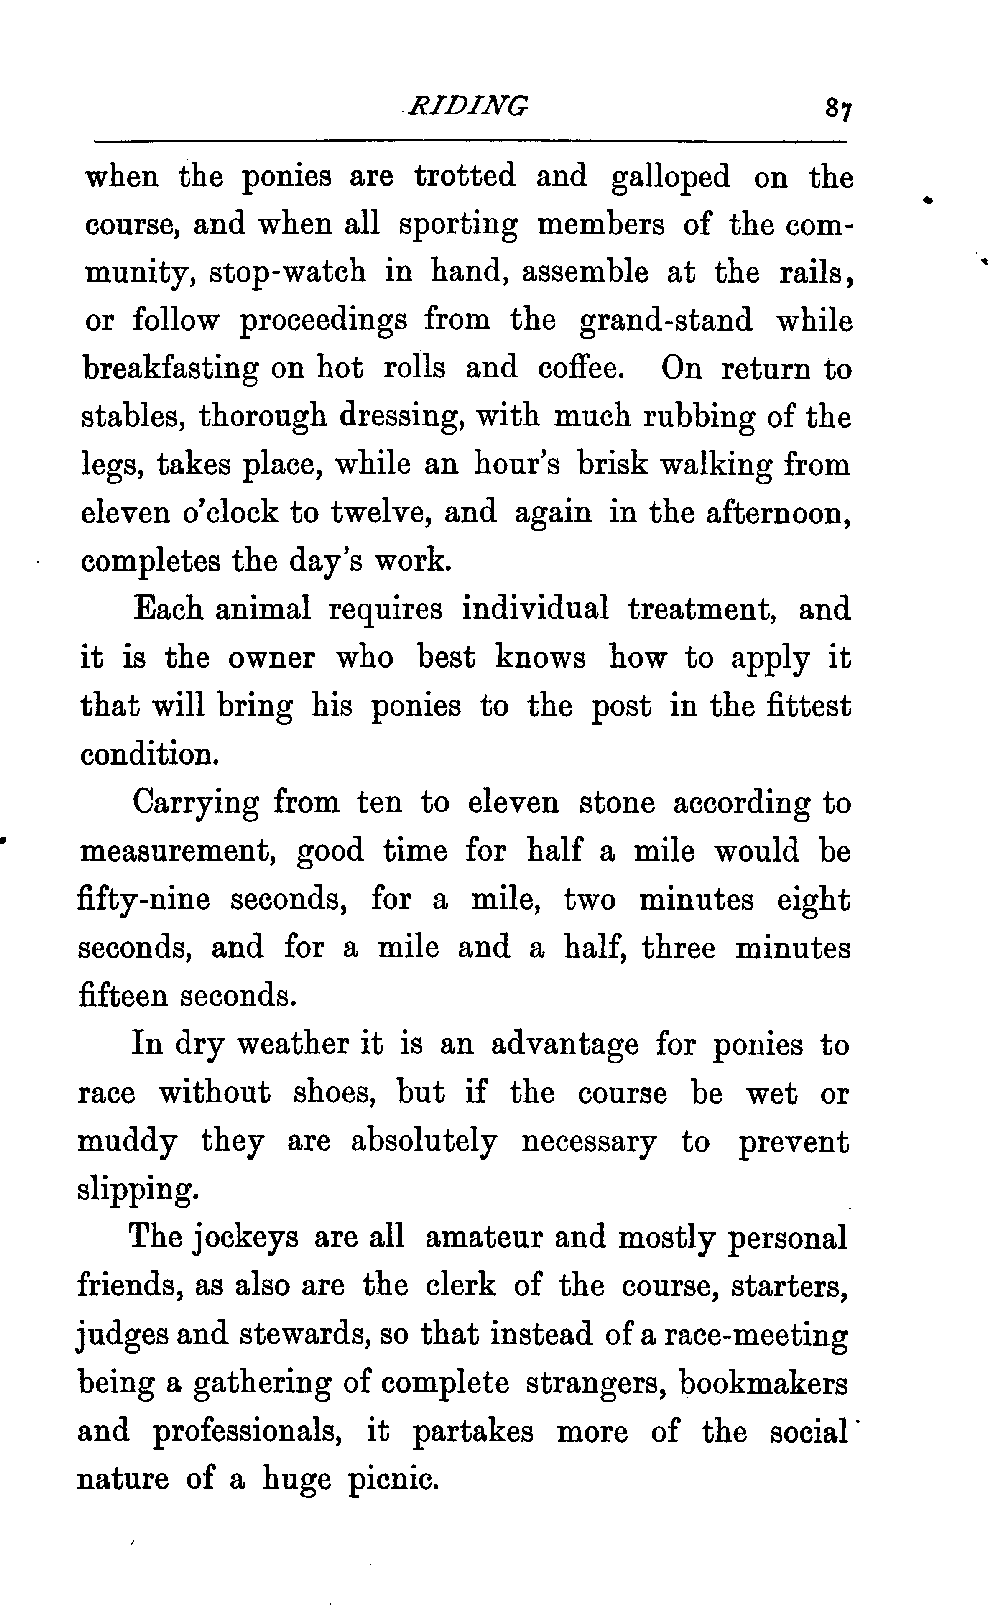 RIDING 87
when the ponies are trotted and galloped on the
course, and when all sporting members of the com-
munity, stop-watch in hand, assemble at the rails,
or follow proceedings from the grand-stand while
breakfasting on hot rolls and coffee. On return to
stables, thorough dressing, with much rubbing of the
legs, takes place, while an hour's brisk walking from
eleven o'clock to twelve, and again in the afternoon,
completes the day's work.
Each animal requires individual treatment, and
it is the owner who best knows how to apply it
that will bring his ponies to the post in the fittest
condition.
Carrying from ten to eleven stone according to
measurement, good time for half a mile would be
fifty-nine seconds, for a mile, two minutes eight
seconds, and for a mile and a half, three minutes
fifteen seconds.
In dry weather it is an advantage for ponies to
race without shoes, but if the course be wet or
muddy they are absolutely necessary to prevent
slipping.
The jockeys are all amateur and mostly personal
friends, as also are the clerk of the course, starters,
judges and stewards, so that instead of a race-meeting
being a gathering of complete strangers, bookmakers
and professionals, it partakes more of the social
nature of a huge picnic.